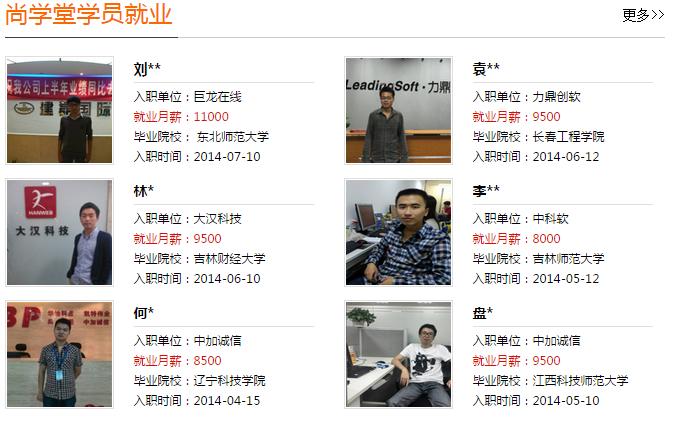 尚学堂学员就业
更多>>
祝我公司上半年业绩同比
刘**
入职单位：巨龙在线
就业月薪：11000
毕业院校： 东北师范大学
入职时间：2014-07-10
LeadingSoft·力鼎
袁**
入职单位：力鼎创软
就业月薪：9500
毕业院校：长春工程学院
入职时间：2014-06-12
HANWEB
大汉科技
林*
入职单位：大汉科技
就业月薪：9500
毕业院校：吉林财经大学
入职时间：2014-06-10
李**
入职单位：中科软
就业月薪：8000
毕业院校：吉林师范大学
入职时间：2014-05-12
中加诚信
何*
入职单位：中加诚信
就业月薪：8500
毕业院校：辽宁科技学院
入职时间：2014-04-15
盘*
入职单位：中加诚信
就业月薪：9500
毕业院校：江西科技师范大学
入职时间：2014-05-10